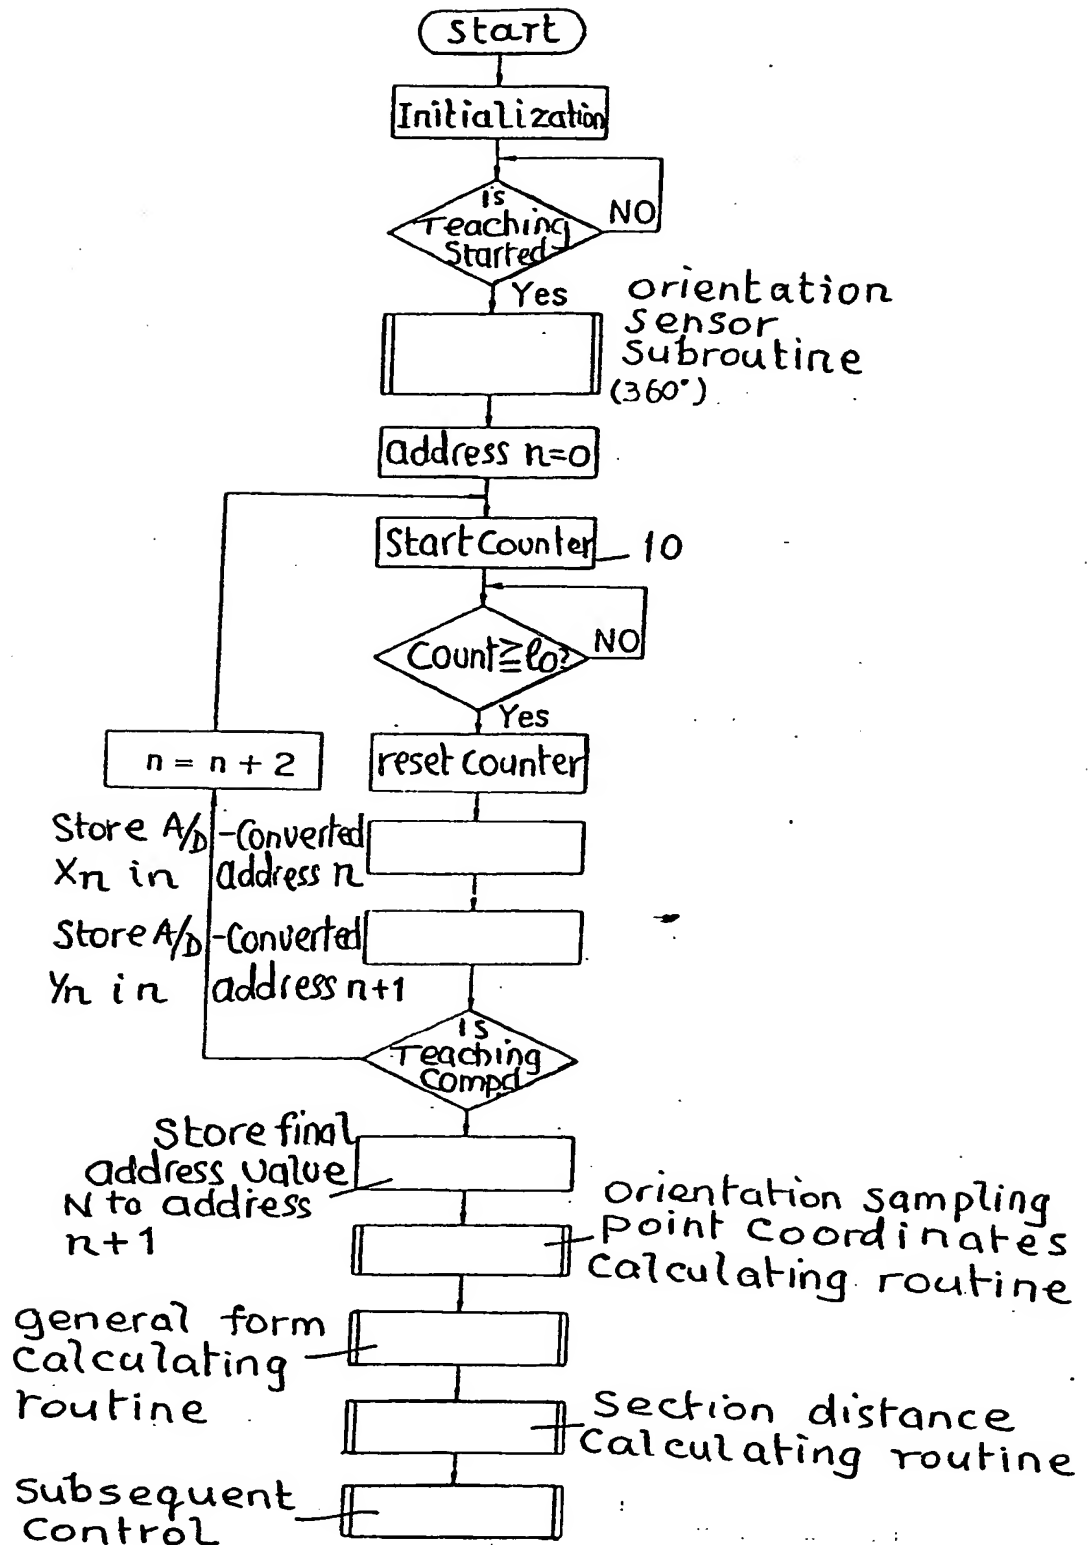 start
Initialization
is
Teaching
Started
NO
Yes
orientation
sensor
subroutine
(360°)
address n=0
Start Counter
10
Count≧ℓo?
NO
Yes
reset counter
n = n + 2
Store A/D-Converted
Xn in address n
Store A/D-Converted
Yn in address n+1
is
Teaching
Compd
Store final
address value
N to address
n+1
orientation sampling
point coordinates
calculating routine
general form
calculating
routine
section distance
calculating routine
subsequent
control